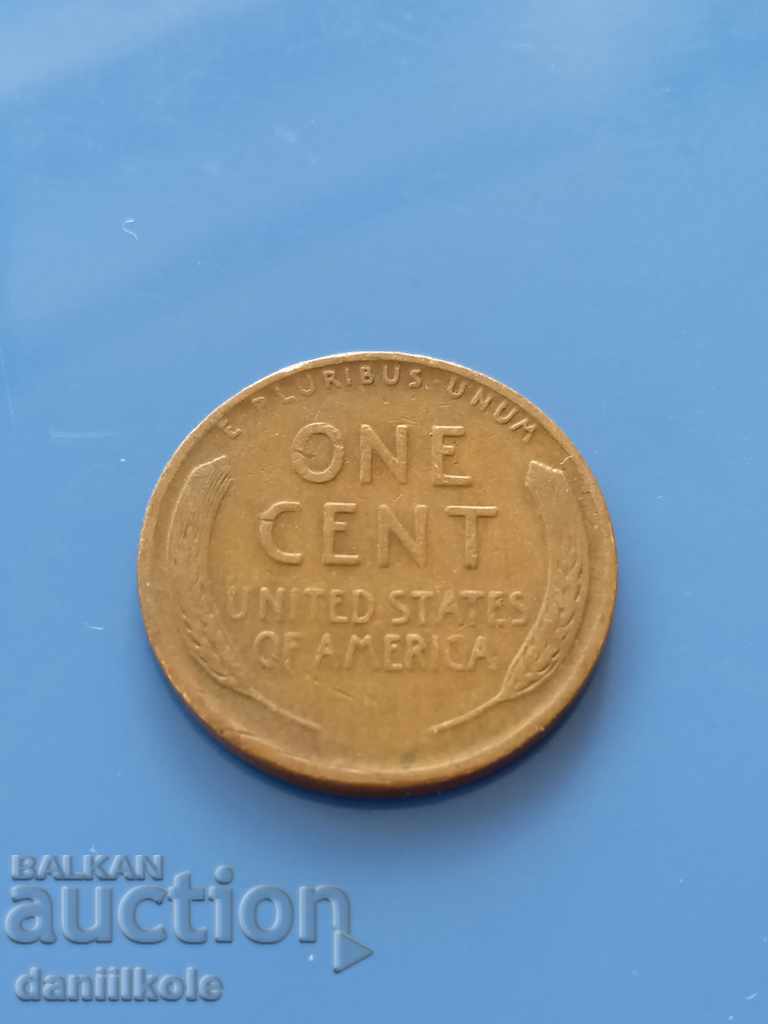 E PLURIBUS UNUM
ONE
CENT
UNITED STATES
OF AMERICA
BALKAN
auction
daniilkole